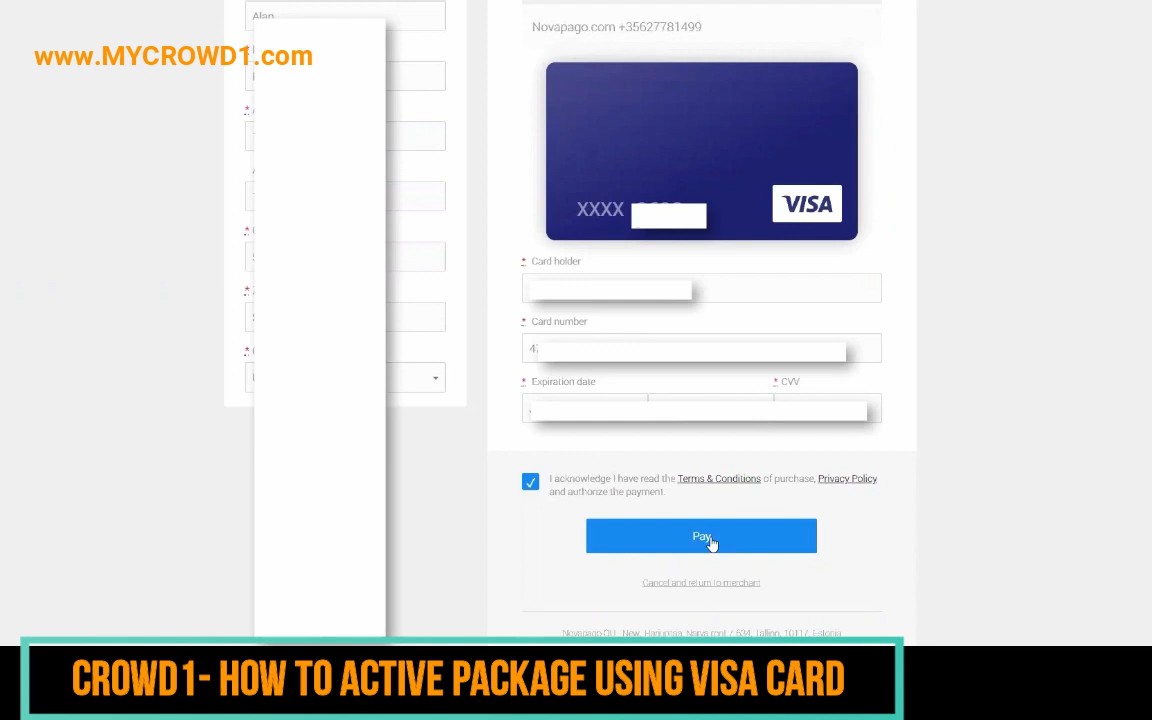 Alan
Novapago.com +35627781499
www.MYCROWD1.com
XXXX
VISA
* Card holder
* Card number
47
* Expiration date
* CVV
I acknowledge I have read the Terms & Conditions of purchase, Privacy Policy
and authorize the payment.
Pay
Cancel and return to merchant
CROWD1- HOW TO ACTIVE PACKAGE USING VISA CARD